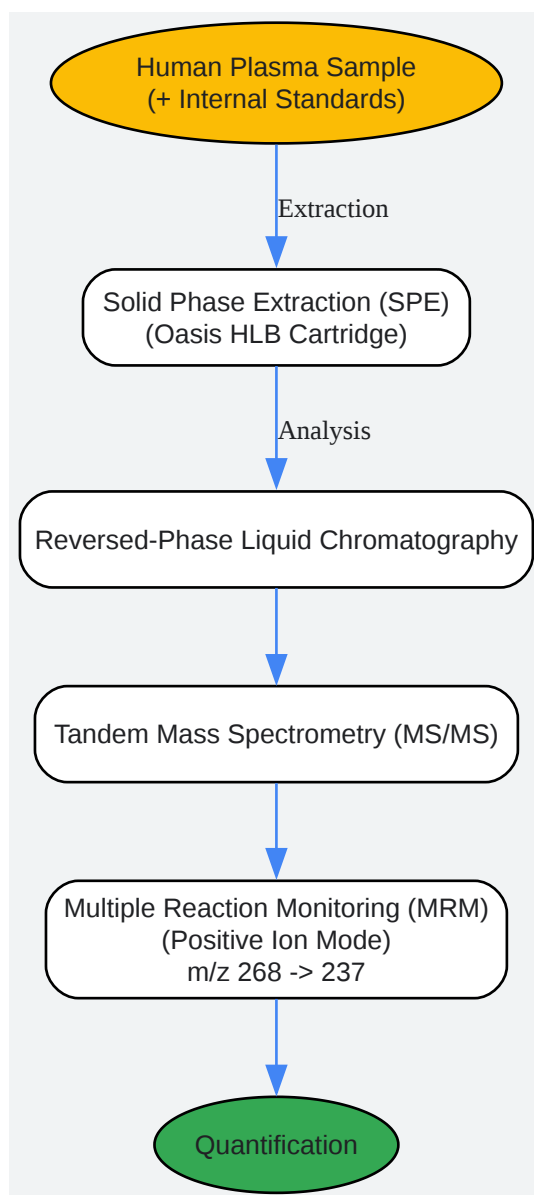 Human Plasma Sample
(+ Internal Standards)
Extraction
Solid Phase Extraction (SPE)
(Oasis HLB Cartridge)
Analysis
Reversed-Phase Liquid Chromatography
Tandem Mass Spectrometry (MS/MS)
Multiple Reaction Monitoring (MRM)
(Positive Ion Mode)
m/z 268 -> 237
Quantification